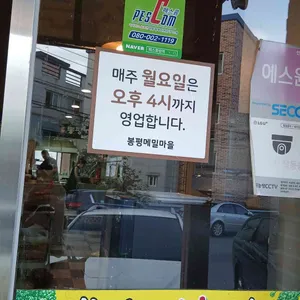 PESCOM
080-002-1119
NAVER
매주 월요일은
오후 4시까지
영업합니다.
봉평메밀마을
에스원
SECO
CCTV